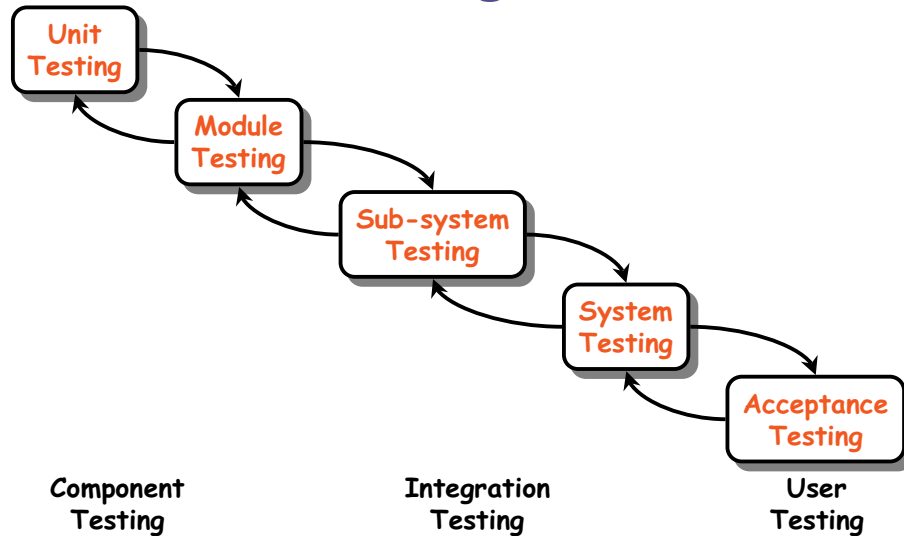 Unit
Testing
Module
Testing
Sub-system
Testing
System
Testing
Acceptance
Testing
Component
Testing
Integration
Testing
User
Testing